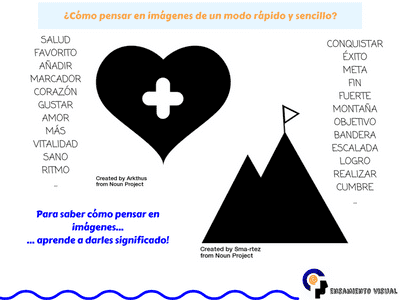 ¿Cómo pensar en imágenes de un modo rápido y sencillo?
SALUD
FAVORITO
AÑADIR
MARCADOR
CORAZÓN
GUSTAR
AMOR
MÁS
VITALIDAD
SANO
RITMO
...
Created by Arkthus
from Noun Project
Para saber cómo pensar en
imágenes...
... aprende a darles significado!
CONQUISTAR
ÉXITO
META
FIN
FUERTE
MONTAÑA
OBJETIVO
BANDERA
ESCALADA
LOGRO
REALIZAR
CUMBRE
...
Created by Sma-rtez
from Noun Project
PENSAMIENTO VISUAL